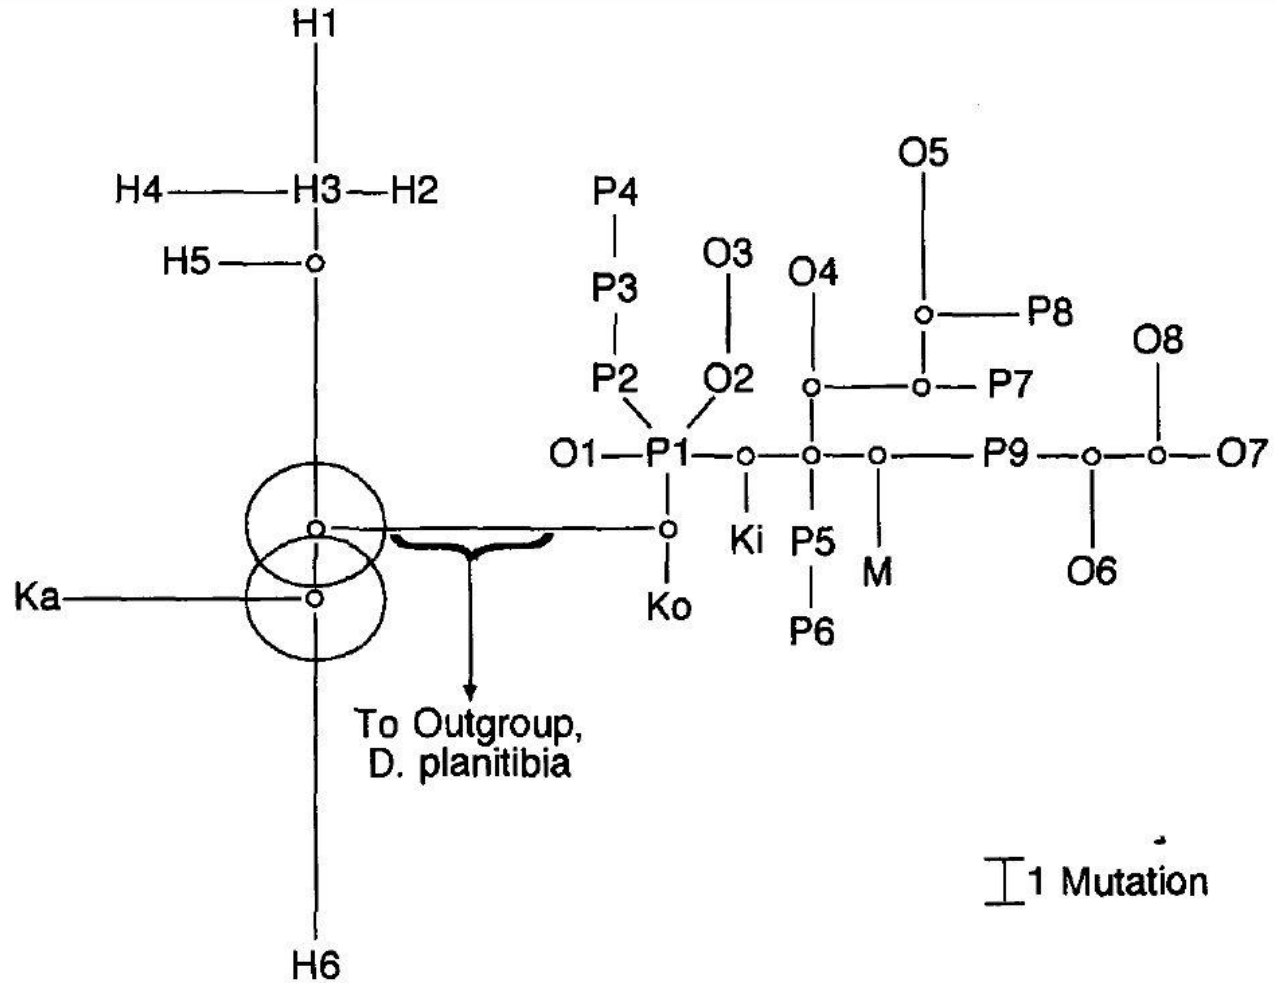 H1
O5
H4 H3 H2
P4
O3
H5
O4
P3
P8
O8
P2
O2
P7
O1 P1
P9
O7
Ki
P5
M
O6
Ka
Ko
P6
To Outgroup,
D. planitibia
1 Mutation
H6